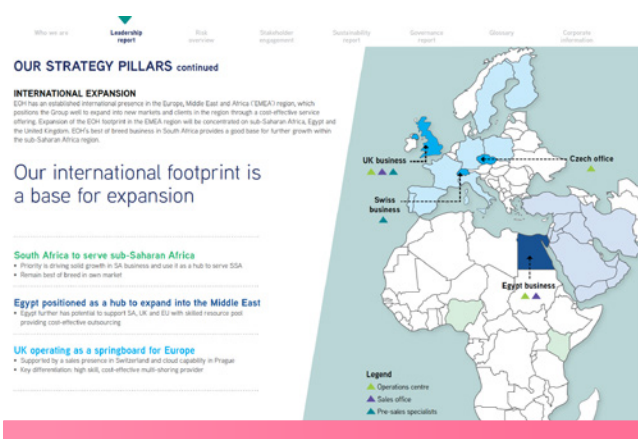 Who we are
Leadership
report
Risk
overview
Stakeholder
engagement
Sustainability
report
Governance
report
Glossary
Corporate
information
OUR STRATEGY PILLARS continued
INTERNATIONAL EXPANSION
EOH has an established international presence in the Europe, Middle East and Africa ('EMEA') region, which
positions the Group well to expand into new markets and clients in the region through a cost-effective service
offering. Expansion of the EOH footprint in the EMEA region will be concentrated on sub-Saharan Africa, Egypt and
the United Kingdom. EOH's best of breed business in South Africa provides a good base for further growth within
the sub-Saharan Africa region.
Our international footprint is
a base for expansion
South Africa to serve sub-Saharan Africa
• Priority is driving solid growth in SA business and use it as a hub to serve SSA
• Remain best of breed in own market
Egypt positioned as a hub to expand into the Middle East
• Egypt further has potential to support SA, UK and EU with skilled resource pool
providing cost-effective outsourcing
UK operating as a springboard for Europe
• Supported by a sales presence in Switzerland and cloud capability in Prague
• Key differentiation: high skill, cost-effective multi-shoring provider
UK business
Czech office
Swiss
business
Egypt business
Legend
Operations centre
Sales office
Pre-sales specialists